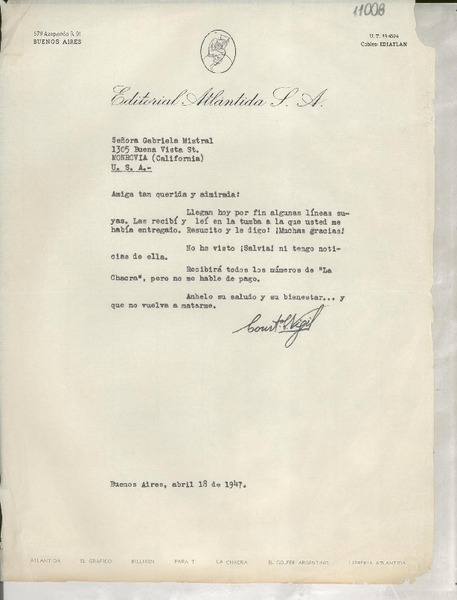 11008
579 Azopardo R. 91
BUENOS AIRES
U. T. 33-4594
Cables: EDIATLAN
Editorial Atlántida S. A.
Señora Gabriela Mistral
1305 Buena Vista St.
MONROVIA (California)
U. S. A.-
Amiga tan querida y admirada:
Llegan hoy por fin algunas líneas su-
yas. Las recibí y leí en la tumba a la que usted me
había entregado. Resucito y le digo: ¡Muchas gracias!
No he visto ¡Salvia! ni tengo noti-
cias de ella.
Recibirá todos los números de "La
Chacra", pero no me hable de pago.
Anhelo su saludo y su bienestar... y
que no vuelva a matarme.
Const. C. Vigil
Buenos Aires, abril 18 de 1947.
ATLANTIDA EL GRAFICO BILLIKEN PARA TI LA CHACRA EL GOLFER ARGENTINO LIBRERIA ATLANTIDA